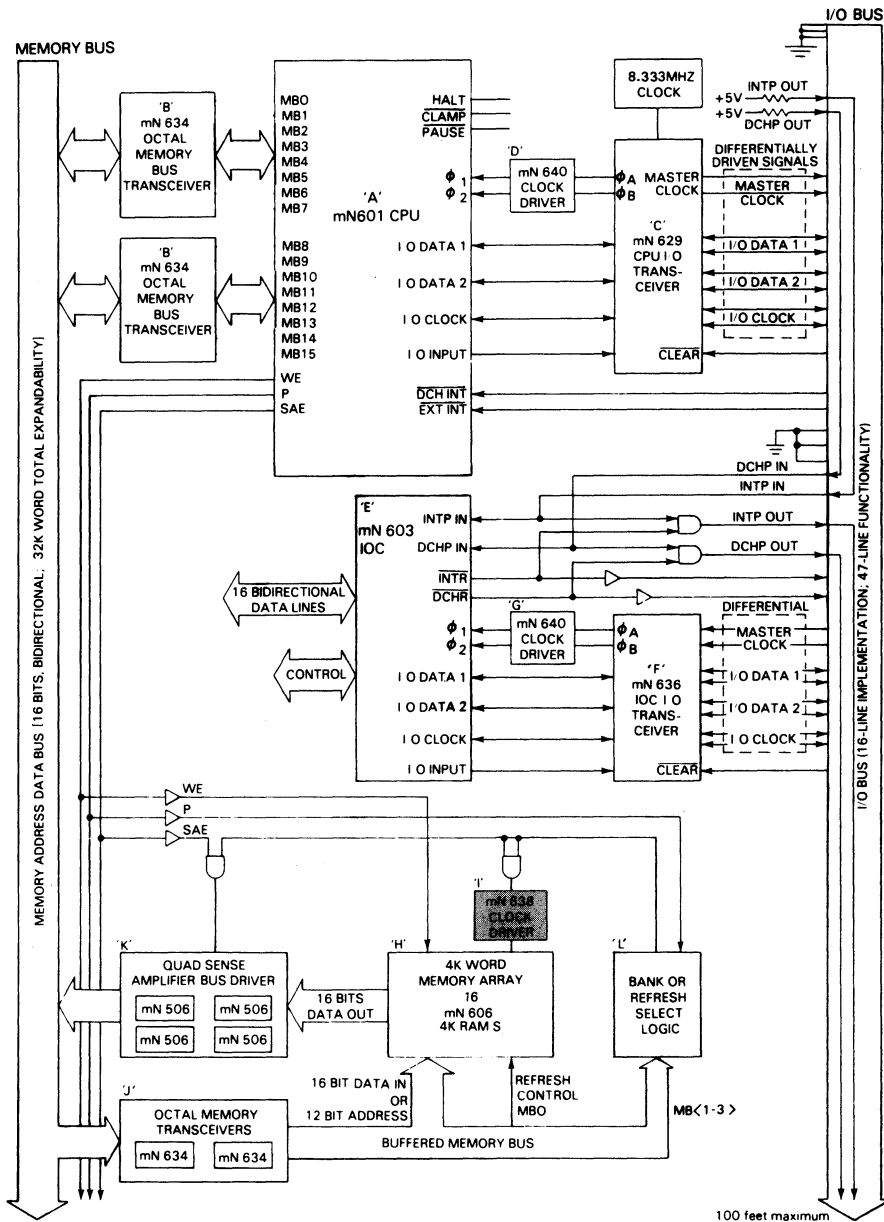 I/O BUS
MEMORY BUS
'B'
mN 634
OCTAL
MEMORY
BUS
TRANSCEIVER
MB0
MB1
MB2
MB3
MB4
MB5
MB6
MB7
'A'
mN601 CPU
HALT
CLAMP
PAUSE
ϕ1
ϕ2
'D'
mN 640
CLOCK
DRIVER
8.333MHZ
CLOCK
+5V
INTP OUT
+5V
DCHP OUT
DIFFERENTIALLY
DRIVEN SIGNALS
ϕA
ϕB
MASTER
CLOCK
'C'
mN 629
CPU I O
TRANS-
CEIVER
CLEAR
MASTER
CLOCK
I/O DATA 1
I/O DATA 2
I/O CLOCK
'B'
mN 634
OCTAL
MEMORY
BUS
TRANSCEIVER
MB8
MB9
MB10
MB11
MB12
MB13
MB14
MB15
WE
P
SAE
I O DATA 1
I O DATA 2
I O CLOCK
I O INPUT
DCH INT
EXT INT
DCHP IN
INTP IN
'E'
mN 603
IOC
INTP IN
DCHP IN
INTR
DCHR
INTP OUT
DCHP OUT
16 BIDIRECTIONAL
DATA LINES
CONTROL
ϕ1
ϕ2
I O DATA 1
I O DATA 2
I O CLOCK
I O INPUT
'G'
mN 640
CLOCK
DRIVER
ϕA
ϕB
'F'
mN 636
IOC I O
TRANS-
CEIVER
CLEAR
DIFFERENTIAL
MASTER
CLOCK
I/O DATA 1
I/O DATA 2
I/O CLOCK
MEMORY ADDRESS DATA BUS [16 BITS, BIDIRECTIONAL; 32K WORD TOTAL EXPANDABILITY]
I/O BUS (16-LINE IMPLEMENTATION; 47-LINE FUNCTIONALITY)
WE
P
SAE
'I'
mN 638
CLOCK
DRIVER
'K'
QUAD SENSE
AMPLIFIER BUS DRIVER
mN 506
mN 506
mN 506
mN 506
16 BITS
DATA OUT
'H'
4K WORD
MEMORY ARRAY
16
mN 606
4K RAM S
'L'
BANK OR
REFRESH
SELECT
LOGIC
'J'
OCTAL MEMORY
TRANSCEIVERS
mN 634
mN 634
16 BIT DATA IN
OR
12 BIT ADDRESS
REFRESH
CONTROL
MBO
MB<1-3>
BUFFERED MEMORY BUS
100 feet maximum